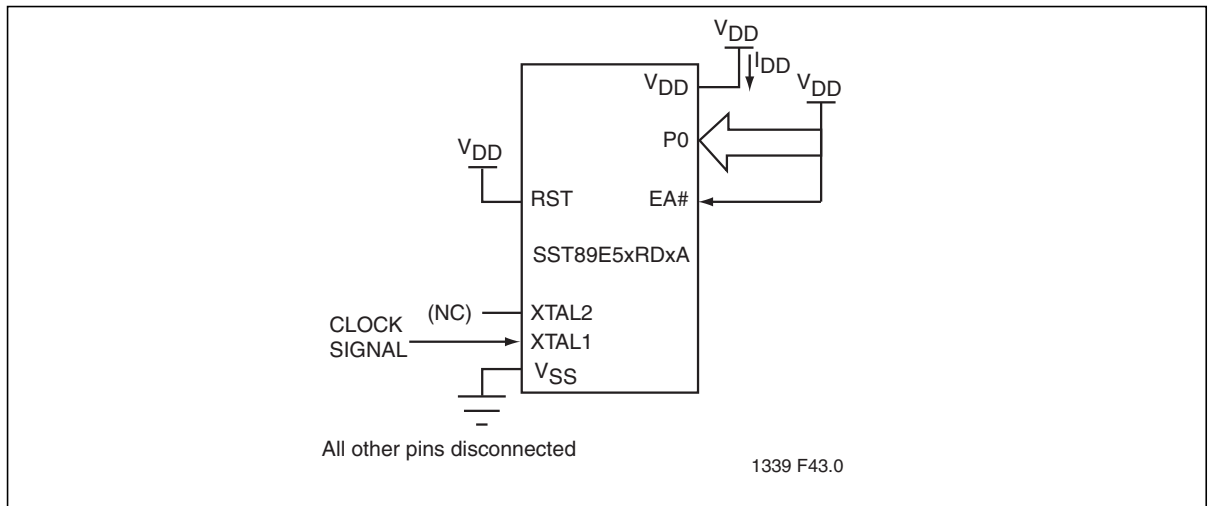 VDD
IDD
VDD
VDD
P0
VDD
RST
EA#
SST89E5xRDxA
(NC)
XTAL2
CLOCK
SIGNAL
XTAL1
VSS
All other pins disconnected
1339 F43.0